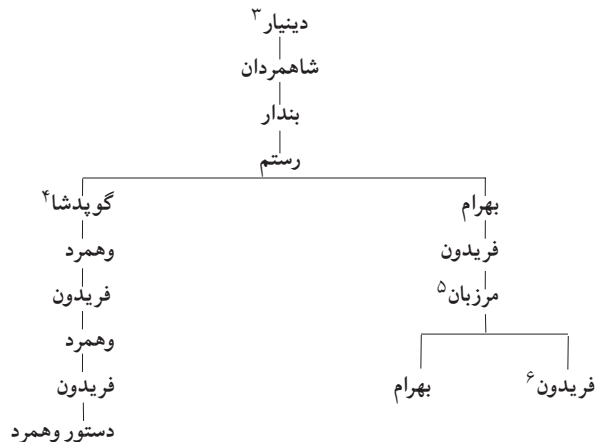 دینیار۳
شاهمردان
بندار
رستم
بهرام
گوپدشا۴
فریدون
وهمرد
مرزبان۵
فریدون
وهمرد
فریدون۶
بهرام
فریدون
دستور وهمرد